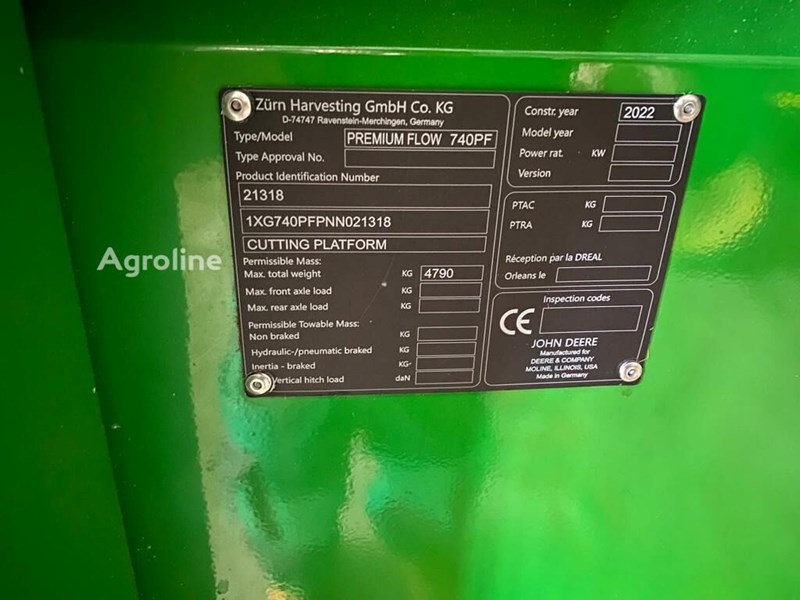 Zürn Harvesting GmbH Co. KG
D-74747 Ravenstein-Merchingen, Germany
Type/Model PREMIUM FLOW 740PF
Type Approval No.
Product Identification Number
21318
1XG740PFPNN021318
CUTTING PLATFORM
Permissible Mass:
Max. total weight KG 4790
Max. front axle load KG
Max. rear axle load KG
Permissible Towable Mass:
Non braked KG
Hydraulic-/pneumatic braked KG
Inertia - braked KG
Vertical hitch load daN
Constr. year 2022
Model year
Power rat. KW
Version
PTAC KG
PTRA KG
Réception par la DREAL
Orleans le
Inspection codes
CE
JOHN DEERE
Manufactured for
DEERE & COMPANY
MOLINE, ILLINOIS, USA
Made in Germany
Agroline